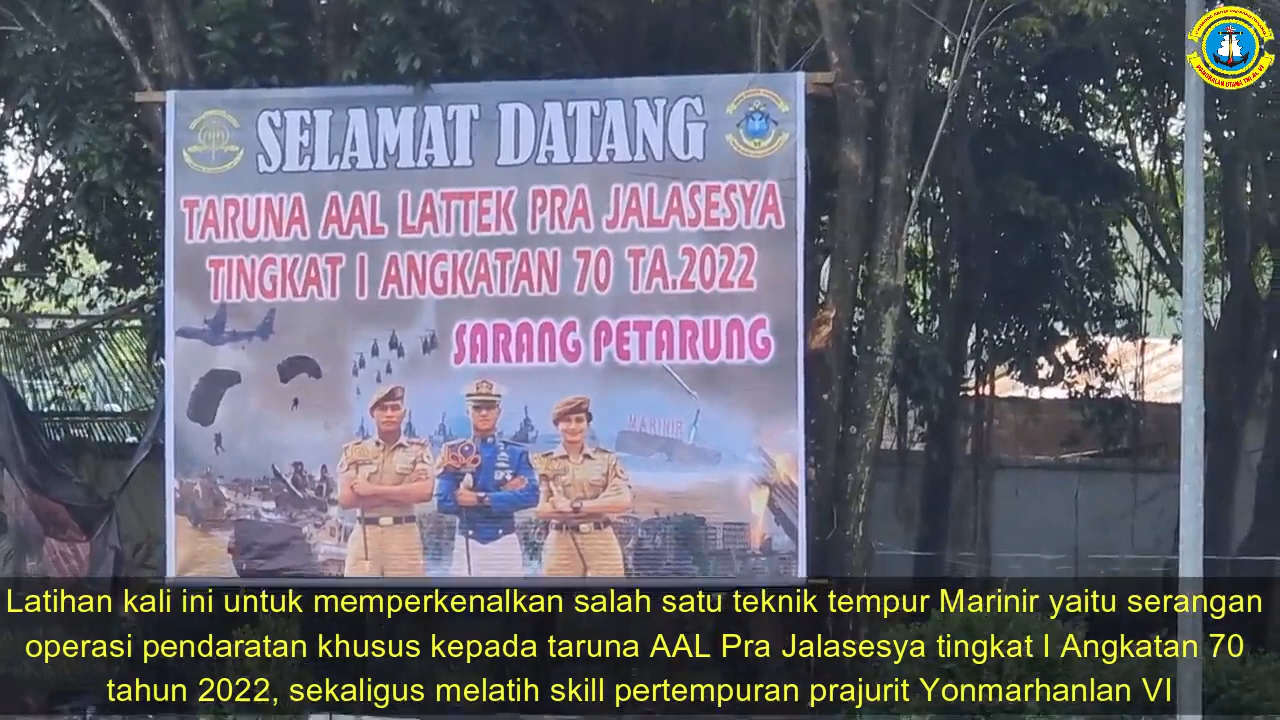 SELAMAT DATANG
TARUNA AAL LATTEK PRA JALASESYA
TINGKAT I ANGKATAN 70 TA.2022
SARANG PETARUNG
MARINIR
Latihan kali ini untuk memperkenalkan salah satu teknik tempur Marinir yaitu serangan
operasi pendaratan khusus kepada taruna AAL Pra Jalasesya tingkat I Angkatan 70
tahun 2022, sekaligus melatih skill pertempuran prajurit Yonmarhanlan VI